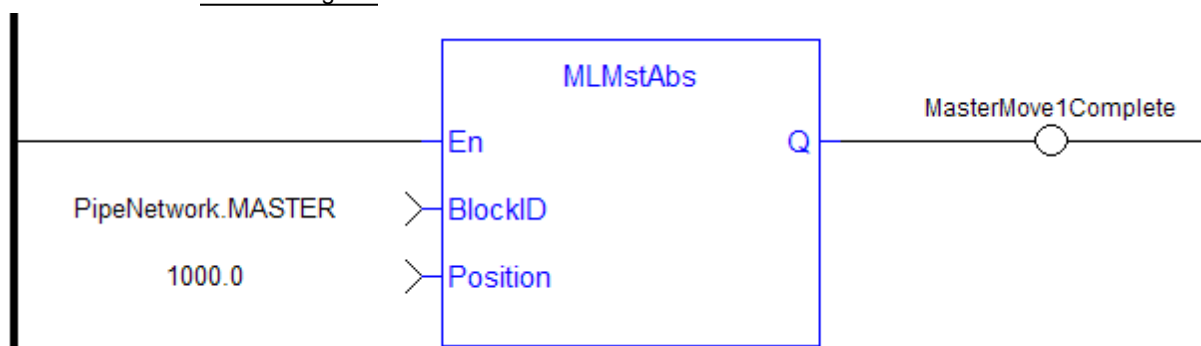 MLMstAbs
MasterMove1Complete
En
Q
PipeNetwork.MASTER
BlockID
1000.0
Position